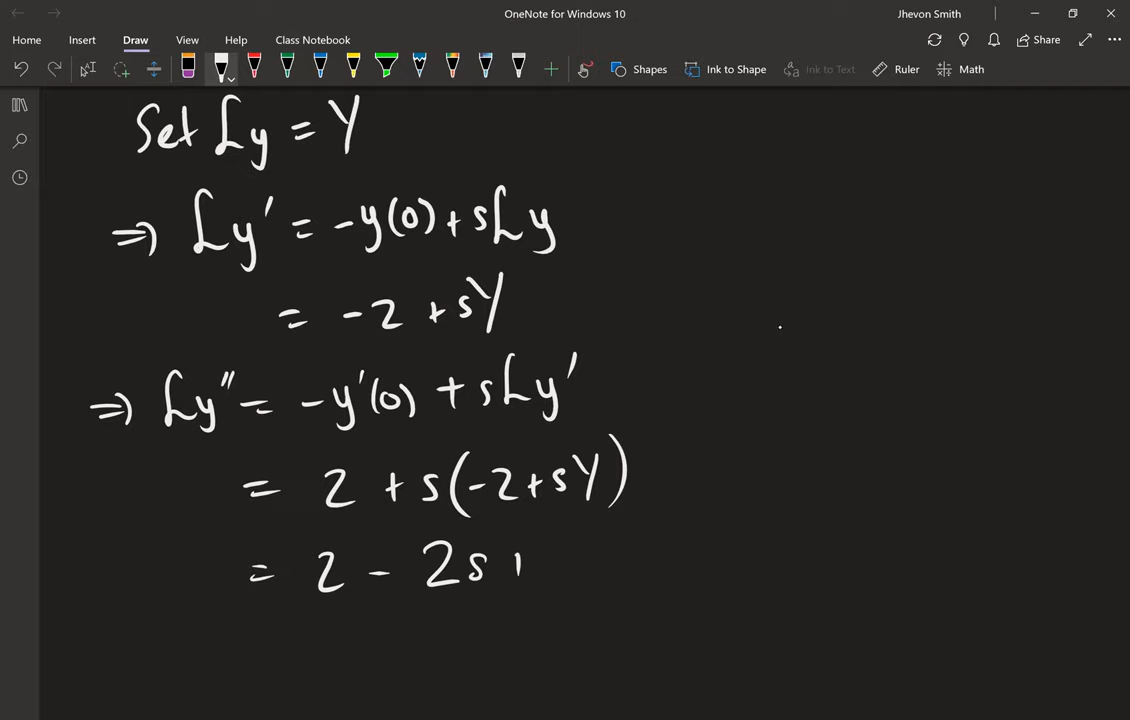 OneNote for Windows 10
Jhevon Smith
Home Insert Draw View Help Class Notebook
Share
Shapes Ink to Shape Ink to Text Ruler Math
Set ℒy = Y
⇒ ℒy' = -y(0) + sℒy
= -2 + sY
⇒ ℒy" = -y'(0) + sℒy'
= 2 + s(-2+sY)
= 2 - 2s